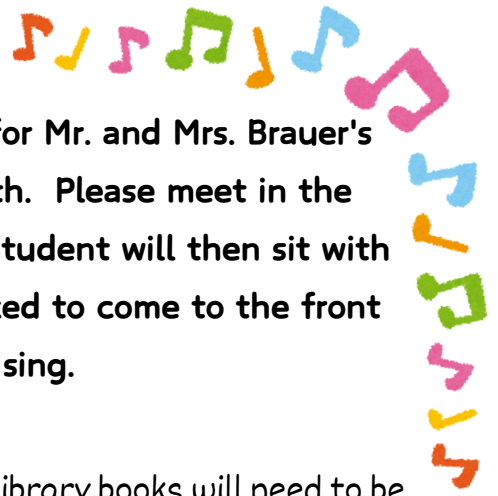 for Mr. and Mrs. Brauer's
th. Please meet in the
tudent will then sit with
ted to come to the front
sing.
ibrary books will need to be